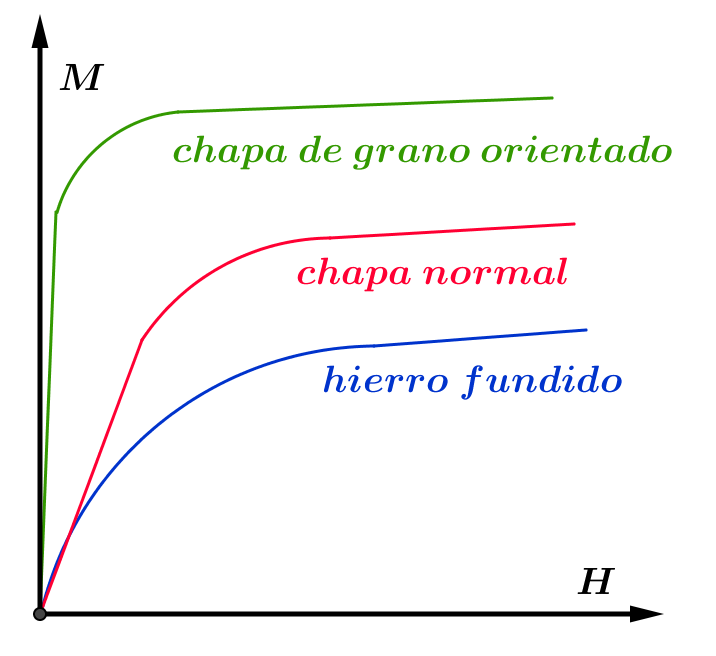 M
chapa de grano orientado
chapa normal
hierro fundido
H